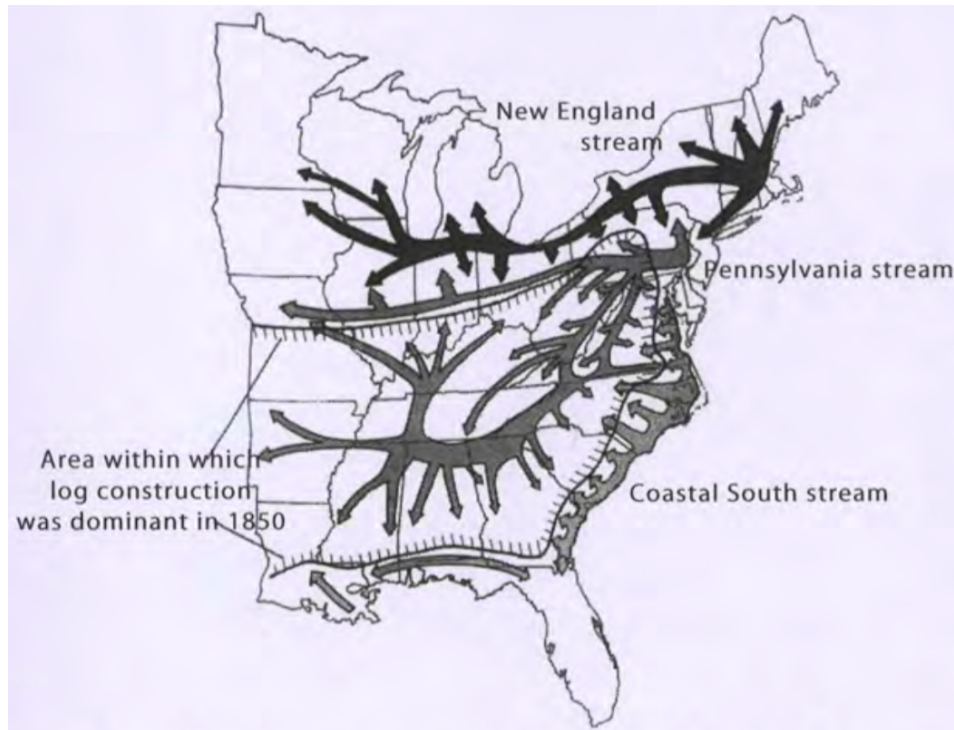 New England
stream
Pennsylvania stream
Area within which
log construction
was dominant in 1850
Coastal South stream